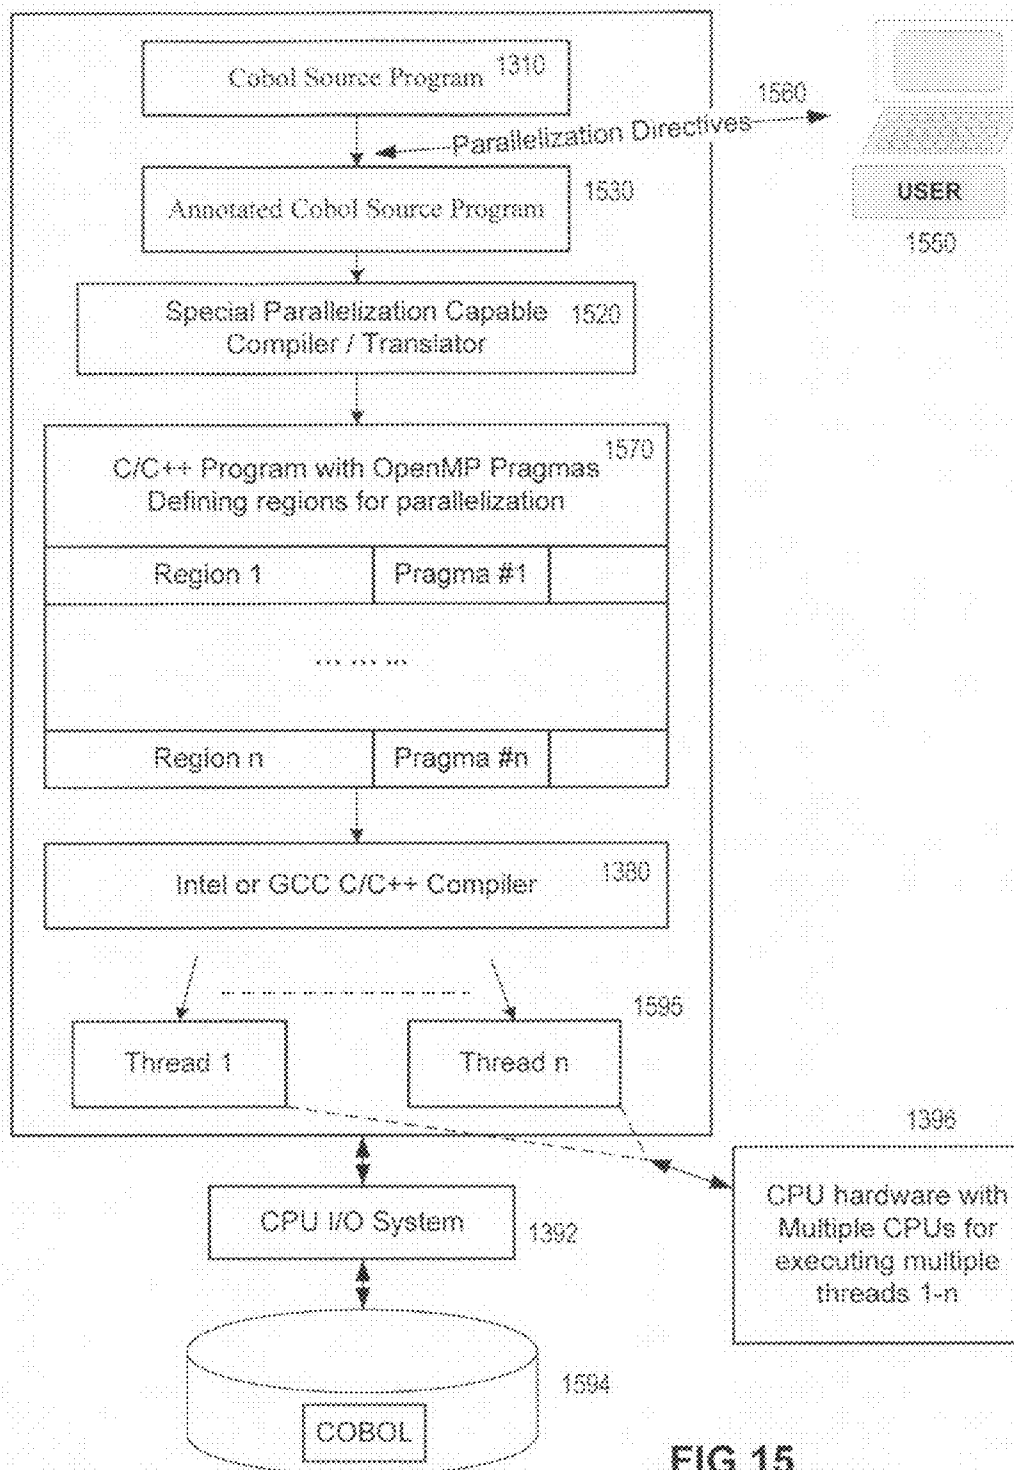 Cobol Source Program 1310
1560
Parallelization Directives
USER
1560
Annotated Cobol Source Program
1530
Special Parallelization Capable 1520
Compiler / Translator
1570
C/C++ Program with OpenMP Pragmas
Defining regions for parallelization
Region 1 Pragma #1
... ... ...
Region n Pragma #n
Intel or GCC C/C++ Compiler 1380
1595
Thread 1 Thread n
1396
CPU hardware with
Multiple CPUs for
executing multiple
threads 1-n
CPU I/O System 1392
1594
COBOL
FIG 15